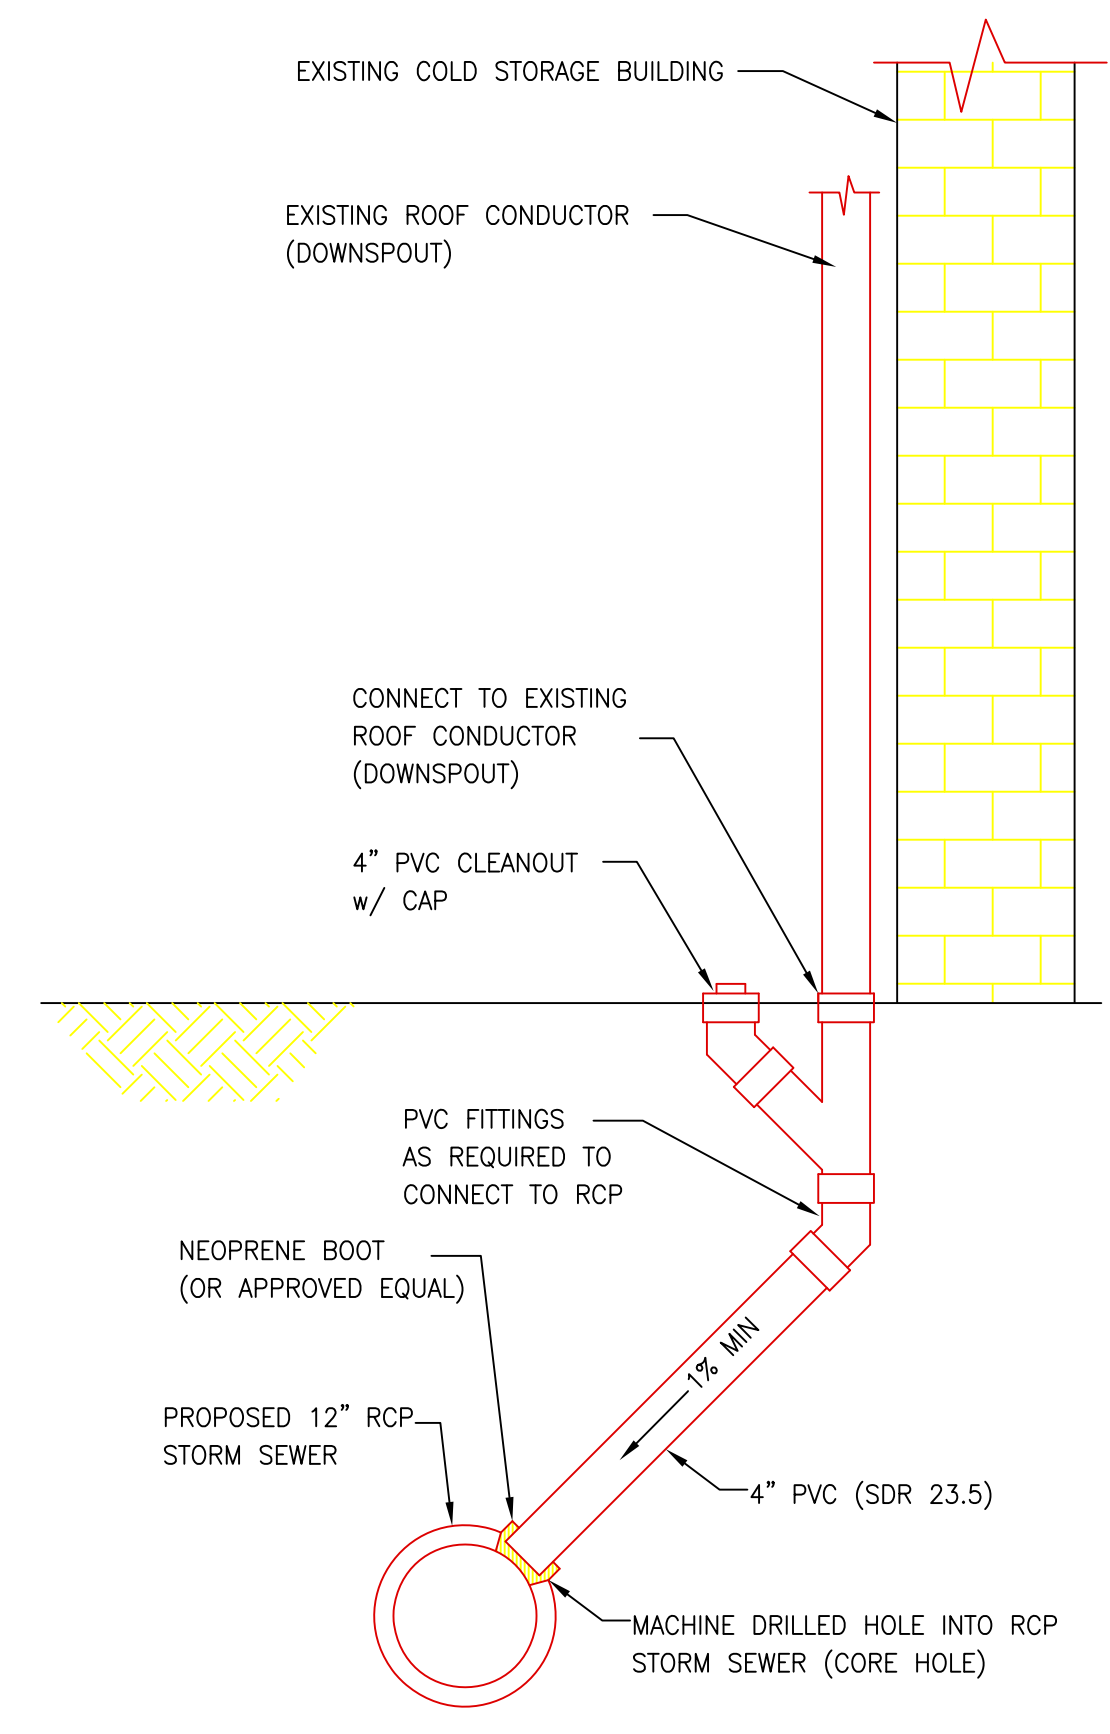 EXISTING COLD STORAGE BUILDING
EXISTING ROOF CONDUCTOR
(DOWNSPOUT)
CONNECT TO EXISTING
ROOF CONDUCTOR
(DOWNSPOUT)
4" PVC CLEANOUT
w/ CAP
PVC FITTINGS
AS REQUIRED TO
CONNECT TO RCP
NEOPRENE BOOT
(OR APPROVED EQUAL)
1% MIN
PROPOSED 12" RCP
STORM SEWER
4" PVC (SDR 23.5)
MACHINE DRILLED HOLE INTO RCP
STORM SEWER (CORE HOLE)